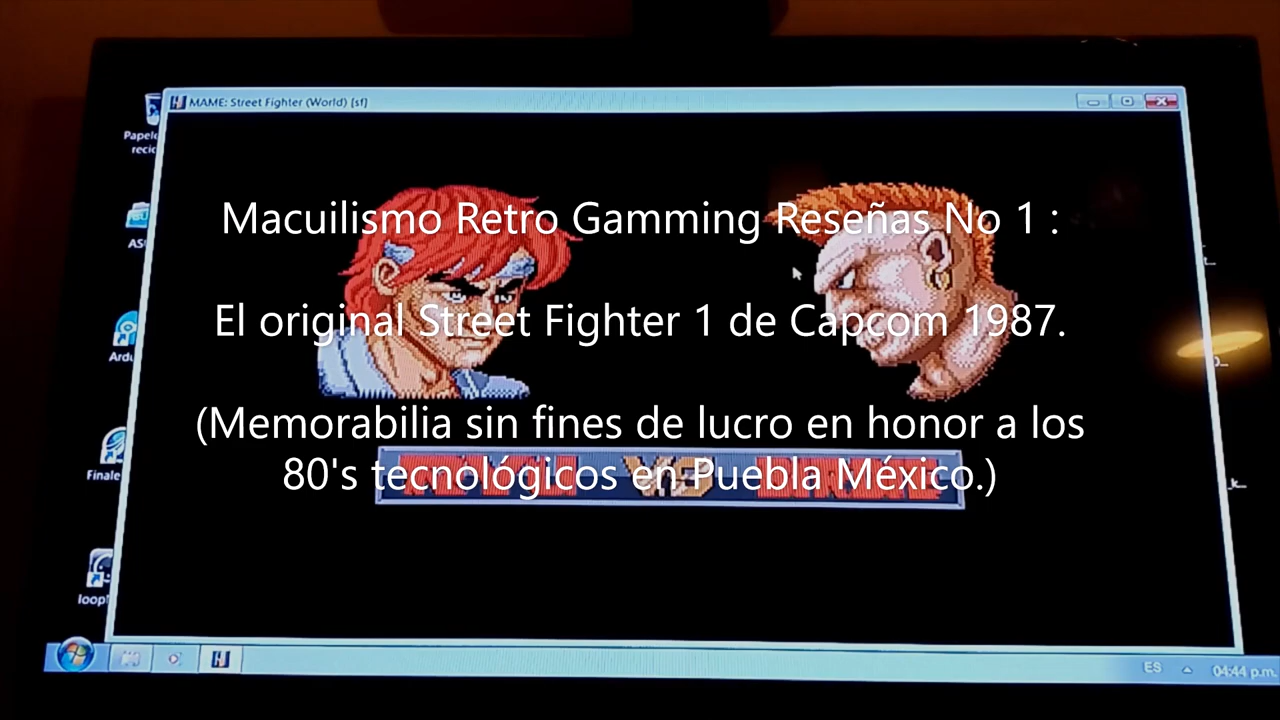 MAME: Street Fighter (World) [sf]
Macuilismo Retro Gamming Reseñas No 1 :
El original Street Fighter 1 de Capcom 1987.
(Memorabilia sin fines de lucro en honor a los
80's tecnológicos en Puebla México.)
VS
ES
04:44 p.m.